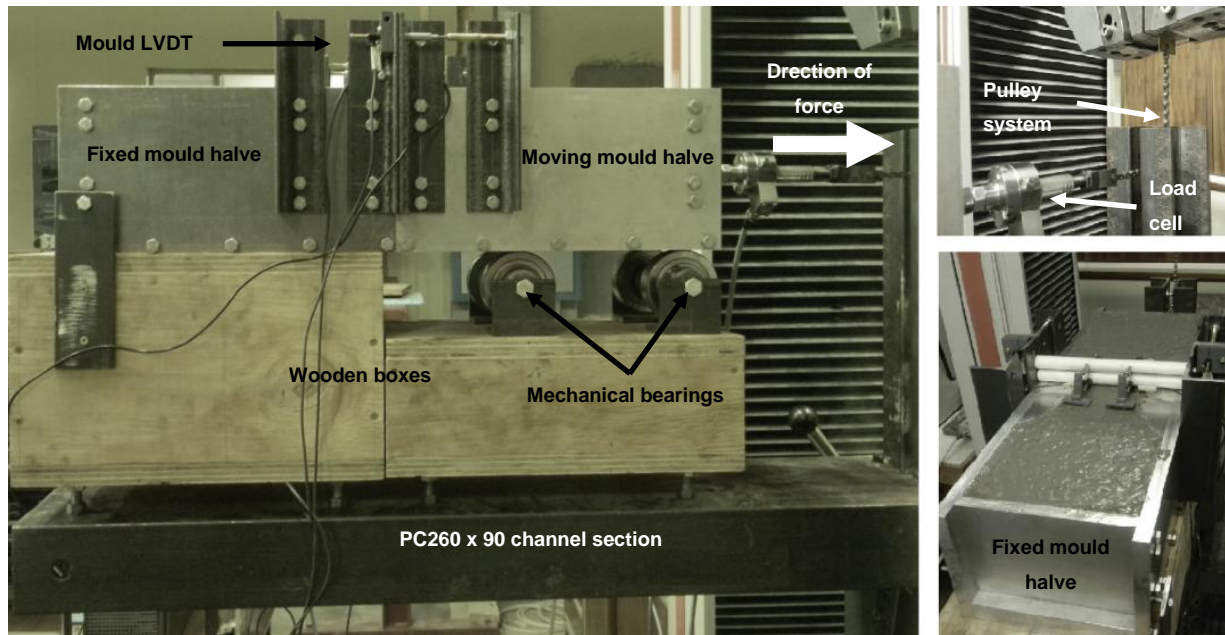 Mould LVDT
Drection of
force
Fixed mould halve
Moving mould halve
Wooden boxes
Mechanical bearings
PC260 x 90 channel section
Pulley
system
Load
cell
Fixed mould
halve